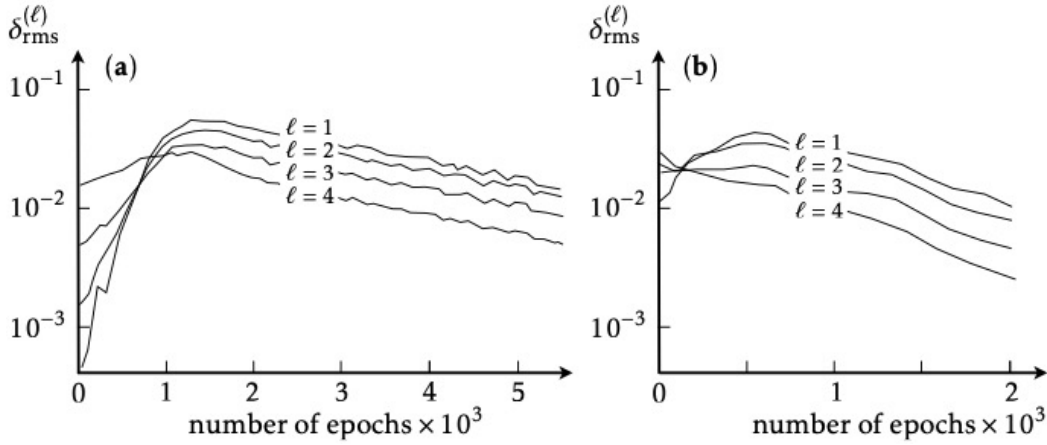 δ_rms^(ℓ)
(a)
10^−1
10^−2
10^−3
ℓ = 1
ℓ = 2
ℓ = 3
ℓ = 4
0 1 2 3 4 5
number of epochs × 10^3
δ_rms^(ℓ)
(b)
10^−1
10^−2
10^−3
ℓ = 1
ℓ = 2
ℓ = 3
ℓ = 4
0 1 2
number of epochs × 10^3